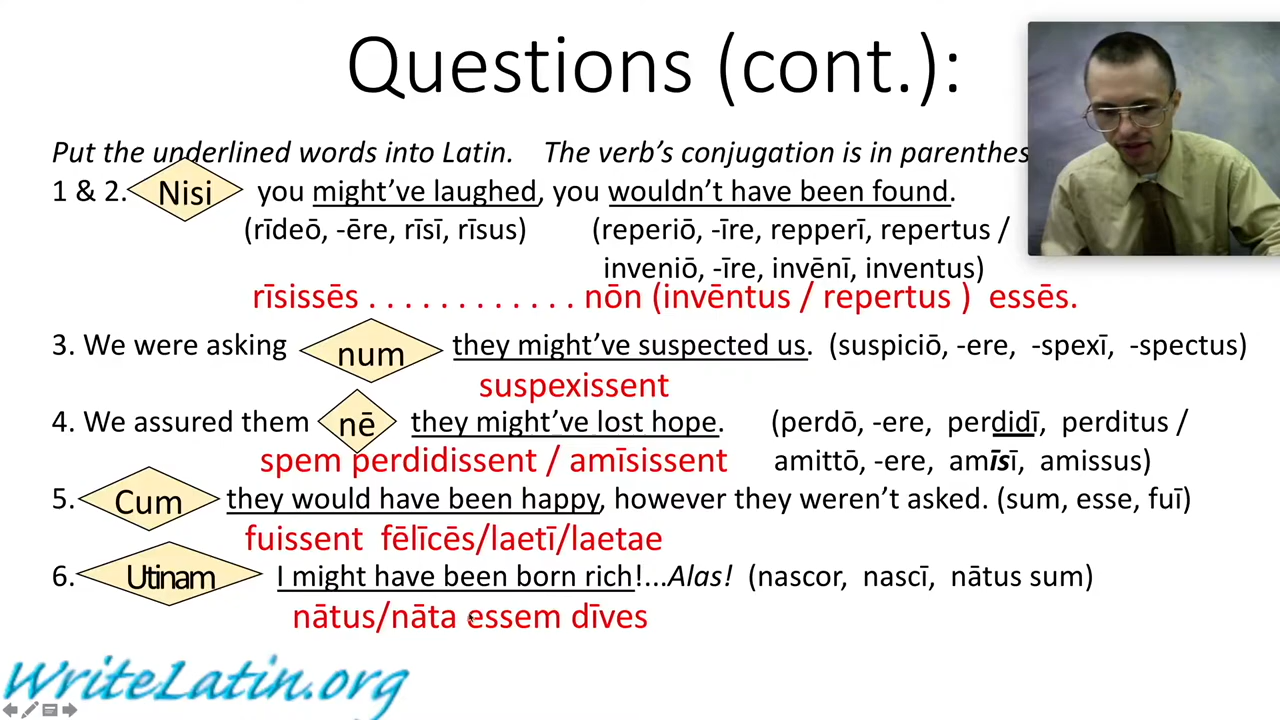 Questions (cont.):
Put the underlined words into Latin. The verb's conjugation is in parenthes
1 & 2. Nisi you might've laughed, you wouldn't have been found.
(rīdeō, -ēre, rīsī, rīsus) (reperiō, -īre, repperī, repertus /
inveniō, -īre, invēnī, inventus)
rīsissēs . . . . . . . . . . . . nōn (invēntus / repertus ) essēs.
3. We were asking num they might've suspected us. (suspiciō, -ere, -spexī, -spectus)
suspexissent
4. We assured them nē they might've lost hope. (perdō, -ere, perdidī, perditus /
spem perdidissent / amīsissent amittō, -ere, amīsī, amissus)
5. Cum they would have been happy, however they weren't asked. (sum, esse, fuī)
fuissent fēlīcēs/laetī/laetae
6. Utinam I might have been born rich!...Alas! (nascor, nascī, nātus sum)
nātus/nāta essem dīves
WriteLatin.org